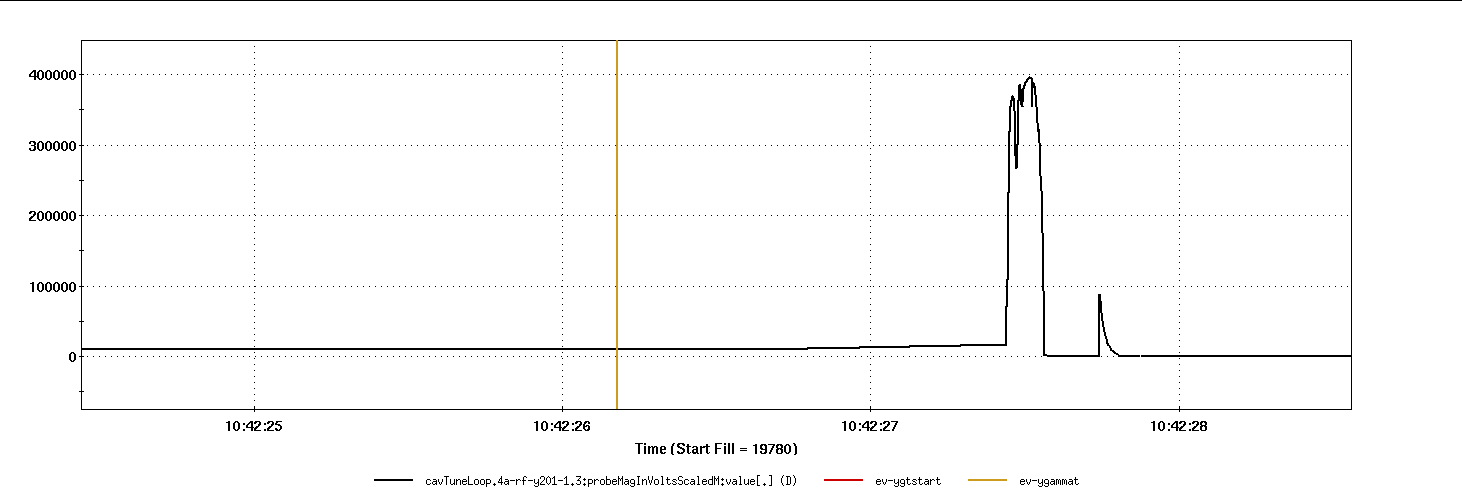 400000
300000
200000
100000
0
10:42:25 10:42:26 10:42:27 10:42:28
Time (Start Fill = 19780)
cavTuneLoop.4a-rf-y201-1.3:probeMagInVoltsScaledM:value[.] (D) ev-ygtstart ev-ygammat